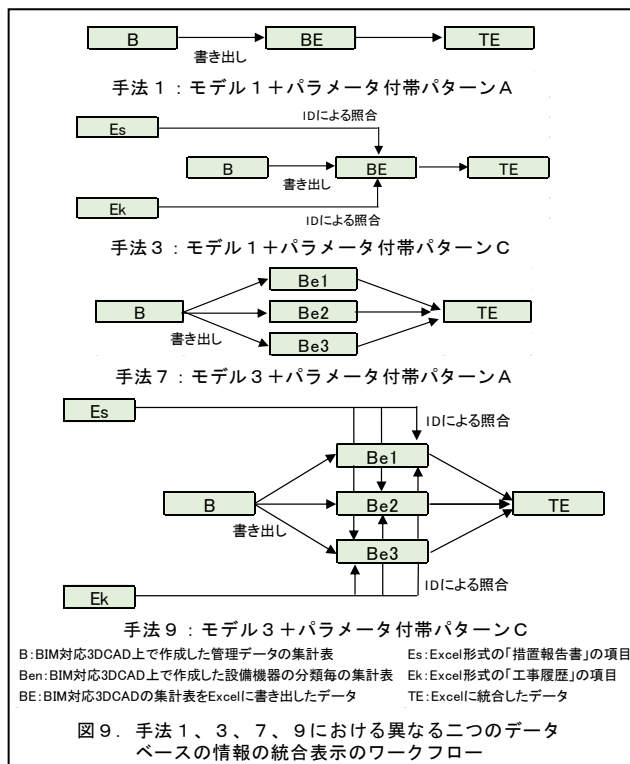 B BE TE
書き出し
手法１：モデル１＋パラメータ付帯パターンＡ
IDによる照合
Es
B BE TE
書き出し
Ek
IDによる照合
手法３：モデル１＋パラメータ付帯パターンＣ
Be1
B Be2 TE
書き出し
Be3
手法７：モデル３＋パラメータ付帯パターンＡ
Es
IDによる照合
Be1
B Be2 TE
書き出し
Be3
IDによる照合
Ek
手法９：モデル３＋パラメータ付帯パターンＣ
B:BIM対応3DCAD上で作成した管理データの集計表 Es:Excel形式の「措置報告書」の項目
Ben:BIM対応3DCAD上で作成した設備機器の分類毎の集計表 Ek:Excel形式の「工事履歴」の項目
BE:BIM対応3DCADの集計表をExcelに書き出したデータ TE:Excelに統合したデータ
図９．手法１、３、７、９における異なる二つのデータ
ベースの情報の統合表示のワークフロー